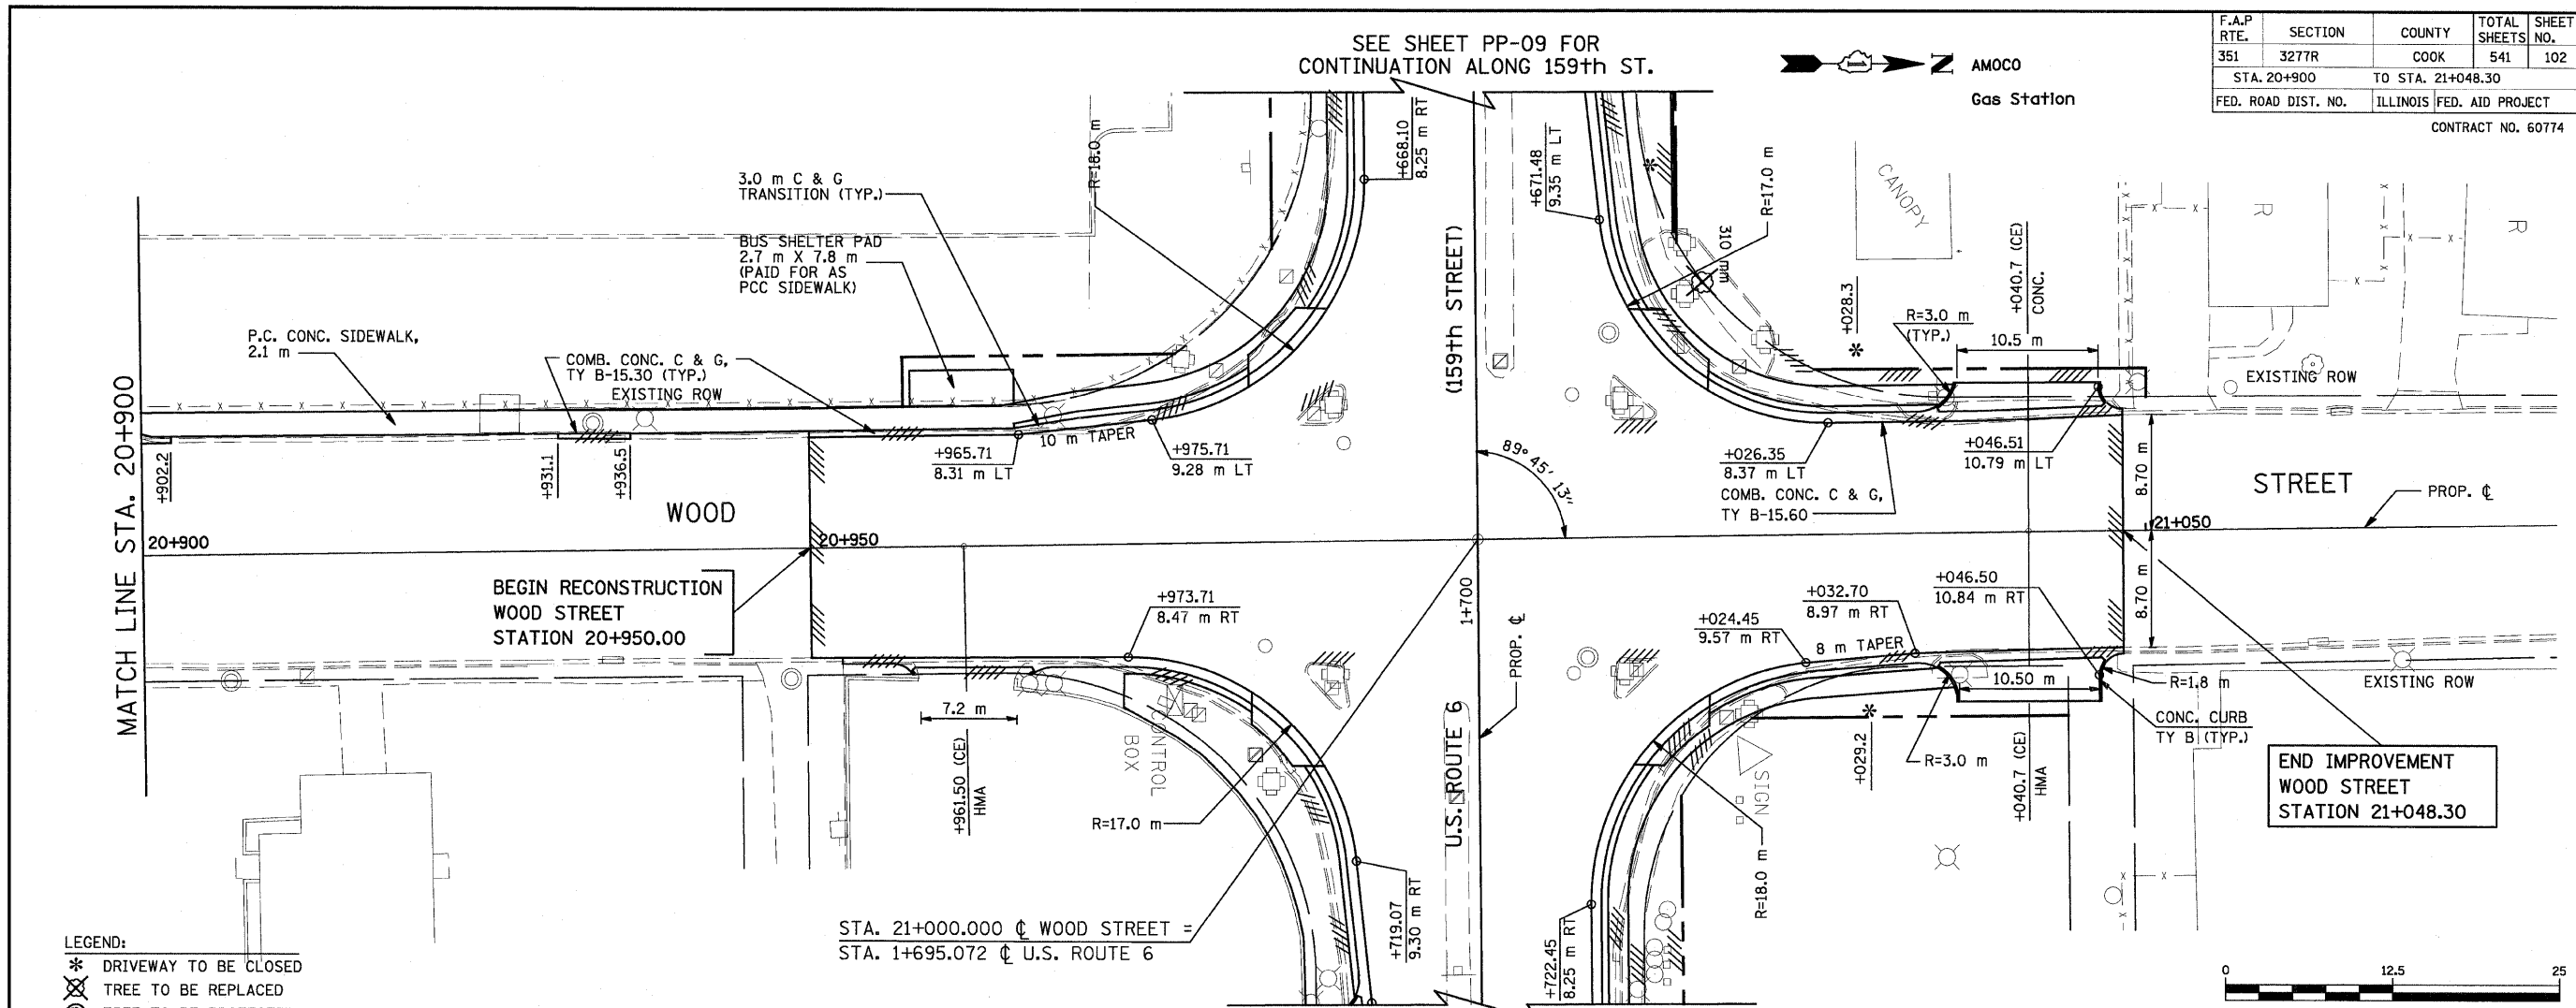 F.A.P RTE. SECTION COUNTY TOTAL SHEETS SHEET NO.
351 3277R COOK 541 102
STA. 20+900 TO STA. 21+048.30
FED. ROAD DIST. NO. ILLINOIS FED. AID PROJECT
CONTRACT NO. 60774
SEE SHEET PP-09 FOR
CONTINUATION ALONG 159th ST.
N
AMOCO
Gas Station
R=18.0 m
+668.10
8.25 m RT
+671.48
9.35 m LT
R=17.0 m
CANOPY
310 mm
3.0 m C & G
TRANSITION (TYP.)
BUS SHELTER PAD
2.7 m X 7.8 m
(PAID FOR AS
PCC SIDEWALK)
P.C. CONC. SIDEWALK,
2.1 m
COMB. CONC. C & G,
TY B-15.30 (TYP.)
EXISTING ROW
(159th STREET)
+028.3
*
R=3.0 m
(TYP.)
+040.7 (CE)
CONC.
10.5 m
R
R
EXISTING ROW
MATCH LINE STA. 20+900
+902.2
+931.1
+936.5
10 m TAPER
+965.71
8.31 m LT
+975.71
9.28 m LT
89° 45' 13"
+026.35
8.37 m LT
+046.51
10.79 m LT
COMB. CONC. C & G,
TY B-15.60
8.70 m
WOOD
STREET
PROP. ℄
20+900
20+950
21+050
BEGIN RECONSTRUCTION
WOOD STREET
STATION 20+950.00
+973.71
8.47 m RT
1+700
PROP. ℄
+024.45
9.57 m RT
+032.70
8.97 m RT
+046.50
10.84 m RT
8.70 m
8 m TAPER
7.2 m
+961.50 (CE)
HMA
CONTROL
BOX
R=17.0 m
U.S. ROUTE 6
SIGN
*
+029.2
R=3.0 m
10.50 m
+040.7 (CE)
HMA
R=1.8 m
EXISTING ROW
CONC. CURB
TY B (TYP.)
END IMPROVEMENT
WOOD STREET
STATION 21+048.30
R=18.0 m
STA. 21+000.000 ℄ WOOD STREET =
STA. 1+695.072 ℄ U.S. ROUTE 6
+719.07
9.30 m RT
+722.45
8.25 m RT
LEGEND:
* DRIVEWAY TO BE CLOSED
TREE TO BE REPLACED
0 12.5 25